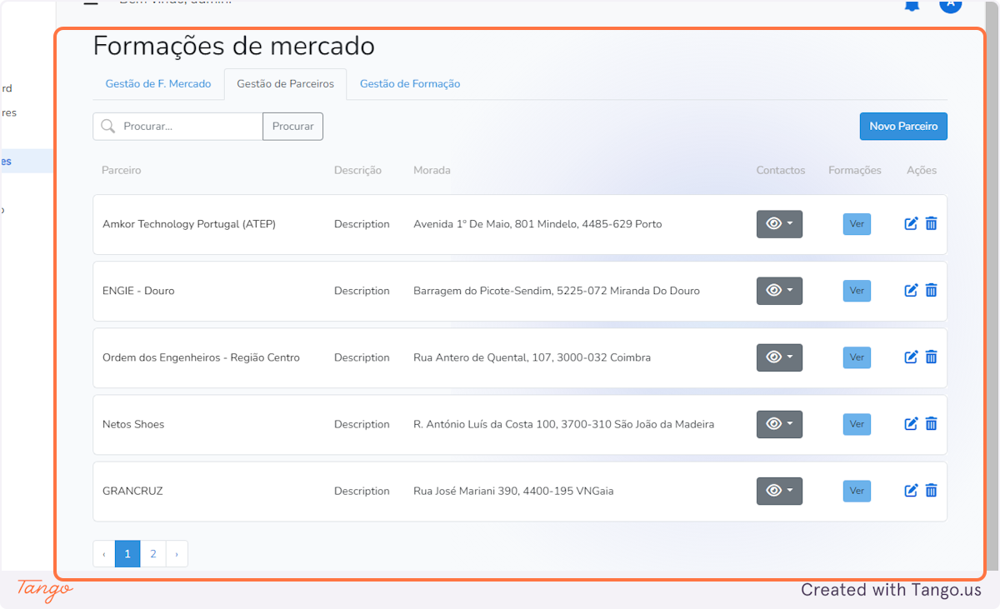 Bem vindo, admin!
A
rd
res
es
Formações de mercado
Gestão de F. Mercado Gestão de Parceiros Gestão de Formação
Procurar... Procurar Novo Parceiro
Parceiro Descrição Morada Contactos Formações Ações
Amkor Technology Portugal (ATEP) Description Avenida 1º De Maio, 801 Mindelo, 4485-629 Porto Ver
ENGIE - Douro Description Barragem do Picote-Sendim, 5225-072 Miranda Do Douro Ver
Ordem dos Engenheiros - Região Centro Description Rua Antero de Quental, 107, 3000-032 Coimbra Ver
Netos Shoes Description R. António Luís da Costa 100, 3700-310 São João da Madeira Ver
GRANCRUZ Description Rua José Mariani 390, 4400-195 VNGaia Ver
‹ 1 2 ›
Tango Created with Tango.us